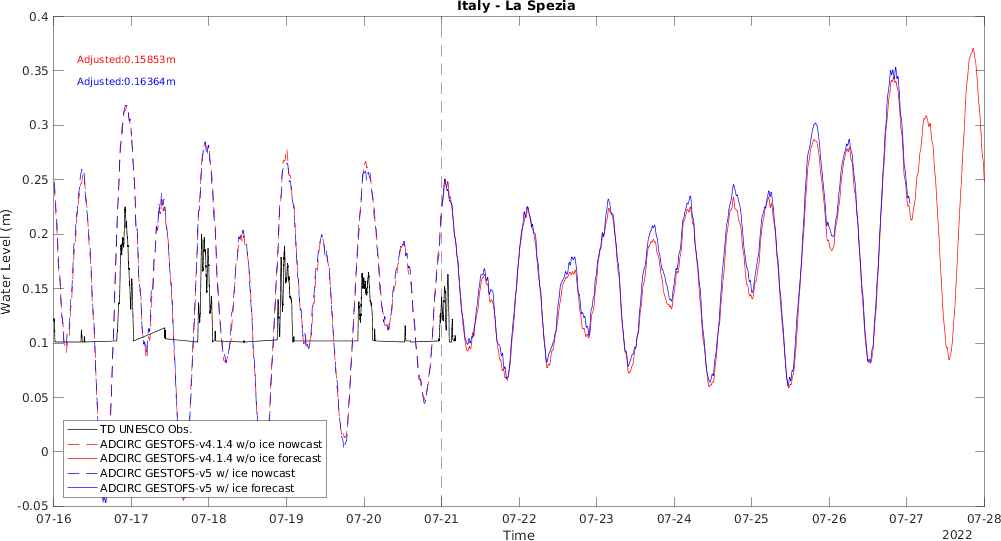 Italy - La Spezia
Adjusted:0.15853m
Adjusted:0.16364m
Water Level (m)
0.4
0.35
0.3
0.25
0.2
0.15
0.1
0.05
0
-0.05
TD UNESCO Obs.
ADCIRC GESTOFS-v4.1.4 w/o ice nowcast
ADCIRC GESTOFS-v4.1.4 w/o ice forecast
ADCIRC GESTOFS-v5 w/ ice nowcast
ADCIRC GESTOFS-v5 w/ ice forecast
07-16 07-17 07-18 07-19 07-20 07-21 07-22 07-23 07-24 07-25 07-26 07-27 07-28
Time
2022